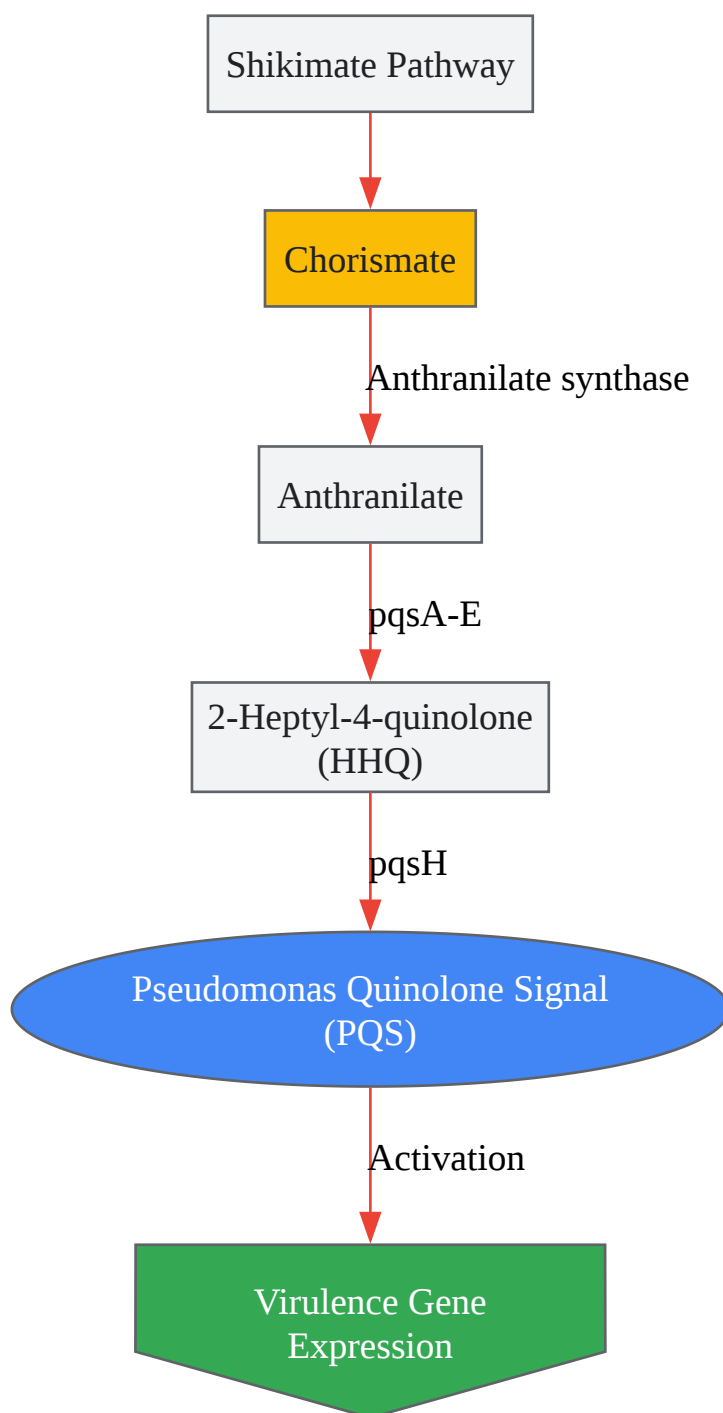 Shikimate Pathway
Chorismate
Anthranilate synthase
Anthranilate
pqsA-E
2-Heptyl-4-quinolone
(HHQ)
pqsH
Pseudomonas Quinolone Signal
(PQS)
Activation
Virulence Gene
Expression